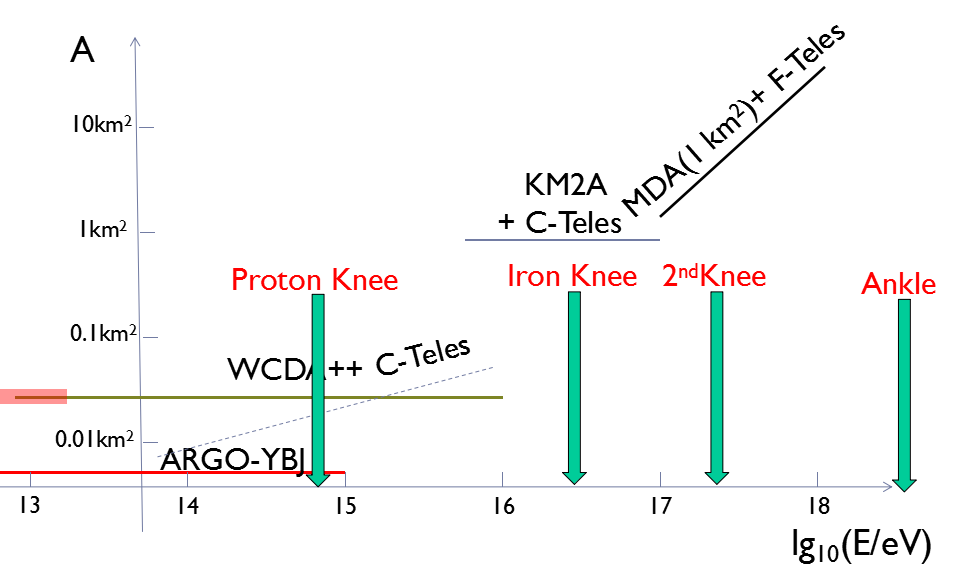 A
MDA(1 km²)+ F-Teles
10km²
KM2A
+ C-Teles
1km²
Proton Knee
Iron Knee
2ⁿᵈKnee
Ankle
0.1km²
WCDA++ C-Teles
0.01km²
ARGO-YBJ
13 14 15 16 17 18
lg₁₀(E/eV)